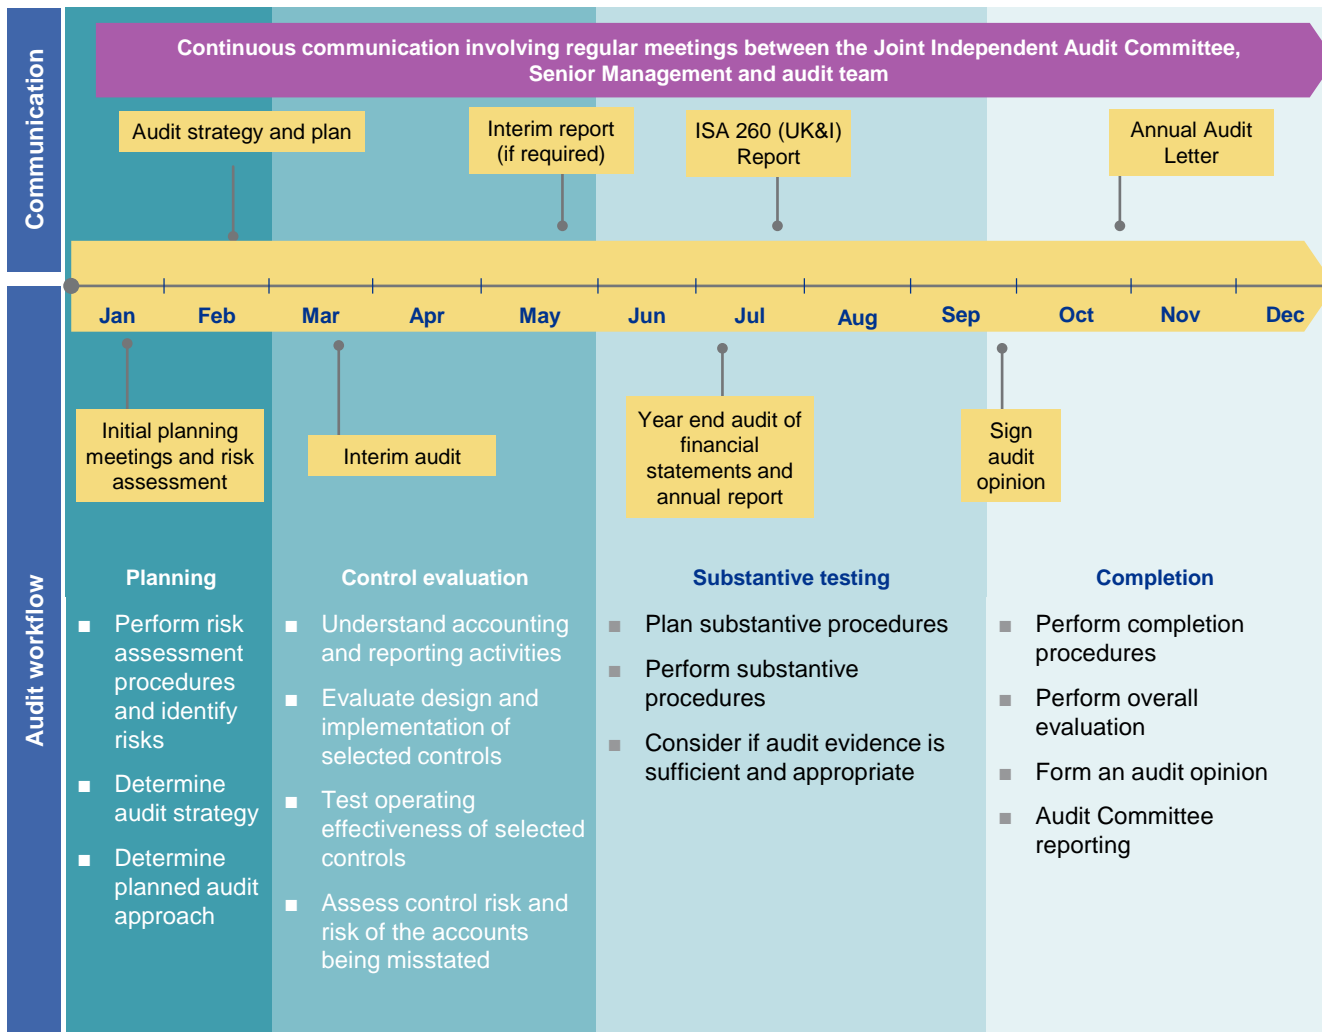 Communication
Continuous communication involving regular meetings between the Joint Independent Audit Committee,
Senior Management and audit team
Audit strategy and plan
Interim report
(if required)
ISA 260 (UK&I)
Report
Annual Audit
Letter
Jan
Feb
Mar
Apr
May
Jun
Jul
Aug
Sep
Oct
Nov
Dec
Audit workflow
Initial planning
meetings and risk
assessment
Interim audit
Year end audit of
financial
statements and
annual report
Sign
audit
opinion
Planning
■ Perform risk
assessment
procedures
and identify
risks
■ Determine
audit strategy
■ Determine
planned audit
approach
Control evaluation
■ Understand accounting
and reporting activities
■ Evaluate design and
implementation of
selected controls
■ Test operating
effectiveness of selected
controls
■ Assess control risk and
risk of the accounts
being misstated
Substantive testing
■ Plan substantive procedures
■ Perform substantive
procedures
■ Consider if audit evidence is
sufficient and appropriate
Completion
■ Perform completion
procedures
■ Perform overall
evaluation
■ Form an audit opinion
■ Audit Committee
reporting